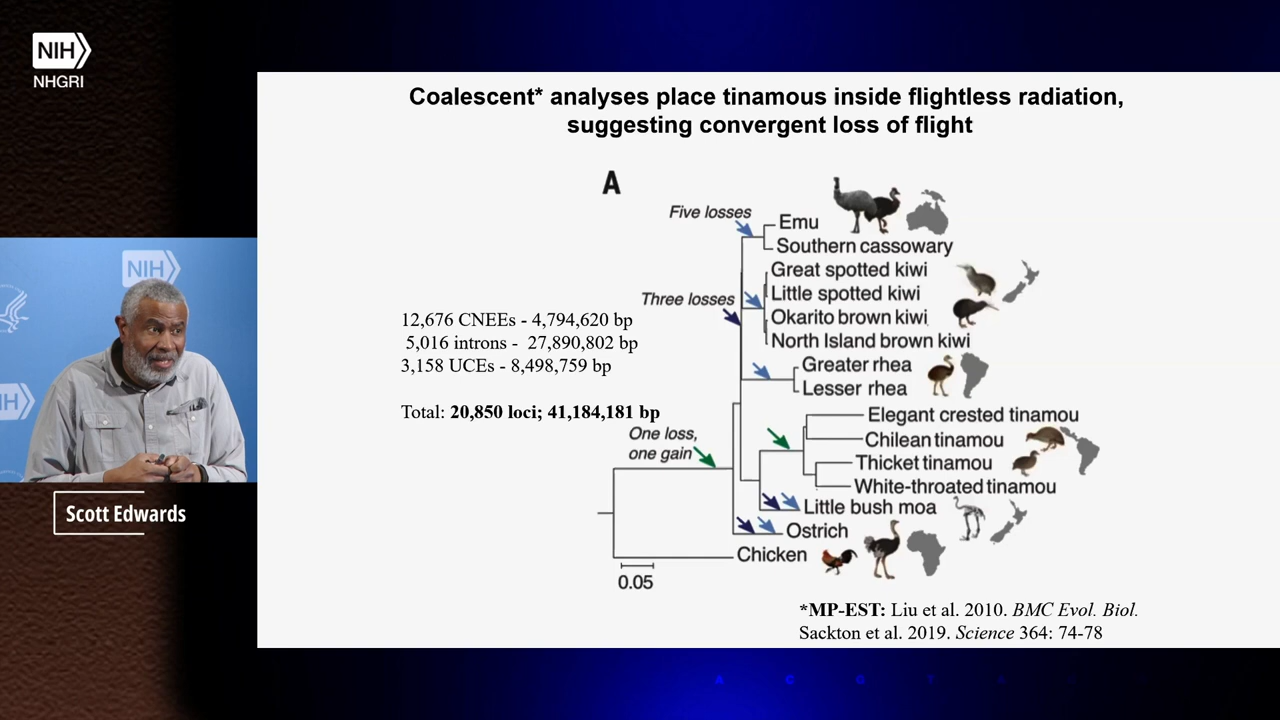 NIH
NHGRI
Coalescent* analyses place tinamous inside flightless radiation,
suggesting convergent loss of flight
A
Five losses
Emu
Southern cassowary
Great spotted kiwi
Three losses
Little spotted kiwi
12,676 CNEEs - 4,794,620 bp
Okarito brown kiwi
5,016 introns - 27,890,802 bp
North Island brown kiwi
3,158 UCEs - 8,498,759 bp
Greater rhea
Lesser rhea
Total: 20,850 loci; 41,184,181 bp
Elegant crested tinamou
One loss,
one gain
Chilean tinamou
Thicket tinamou
White-throated tinamou
Little bush moa
Ostrich
Chicken
0.05
*MP-EST: Liu et al. 2010. BMC Evol. Biol.
Sackton et al. 2019. Science 364: 74-78
NIH
Scott Edwards